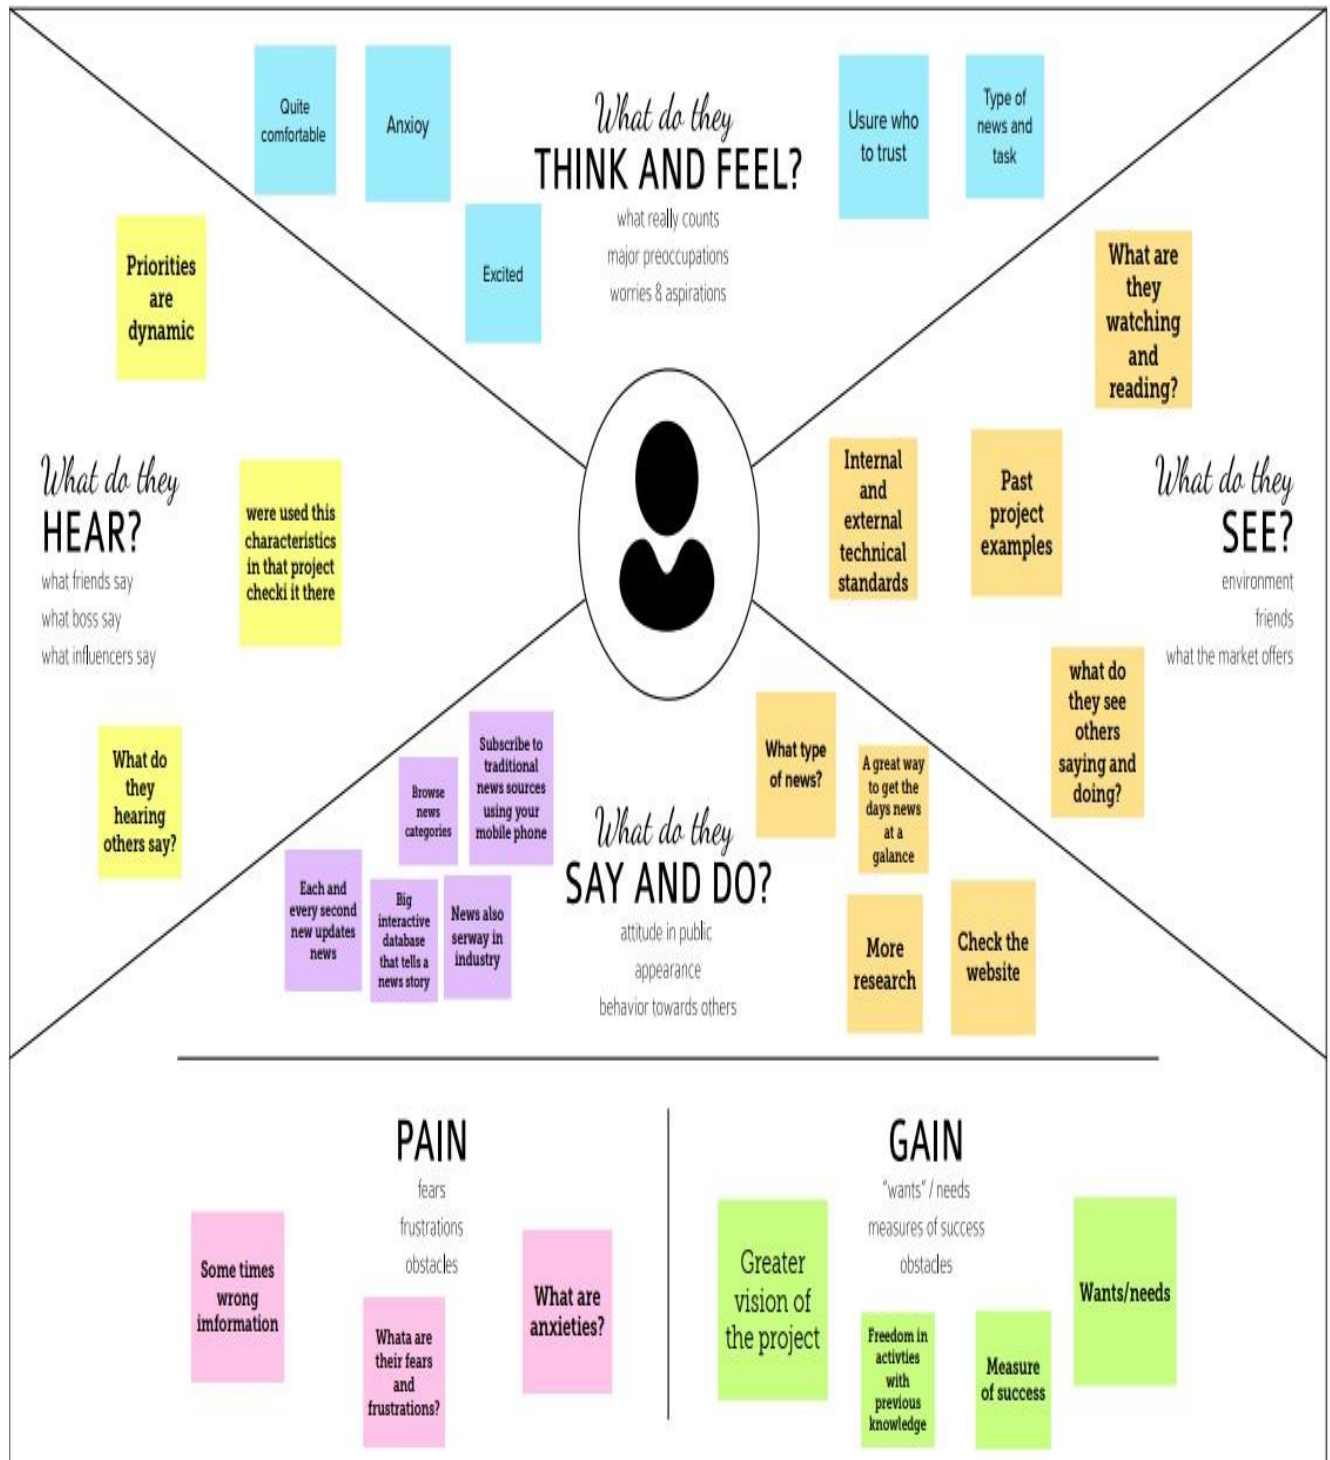 Quite
comfortable
Anxioy
Excited
What do they
THINK AND FEEL?
what really counts
major preoccupations
worries & aspirations
Usure who
to trust
Type of
news and
task
Priorities
are
dynamic
What do they
HEAR?
what friends say
what boss say
what influencers say
were used this
characteristics
in that project
checki it there
What do
they
hearing
others say?
What are
they
watching
and
reading?
Internal
and
external
technical
standards
Past
project
examples
What do they
SEE?
environment
friends
what the market offers
what do
they see
others
saying and
doing?
Subscribe to
traditional
news sources
using your
mobile phone
Browse
news
categories
Each and
every second
new updates
news
Big
interactive
database
that tells a
news story
News also
serway in
industry
What do they
SAY AND DO?
attitude in public
appearance
behavior towards others
What type
of news?
A great way
to get the
days news
at a
galance
More
research
Check the
website
PAIN
fears
frustrations
obstacles
Some times
wrong
imformation
Whata are
their fears
and
frustrations?
What are
anxieties?
GAIN
"wants" / needs
measures of success
obstacles
Greater
vision of
the project
Freedom in
activties
with
previous
knowledge
Measure
of success
Wants/needs